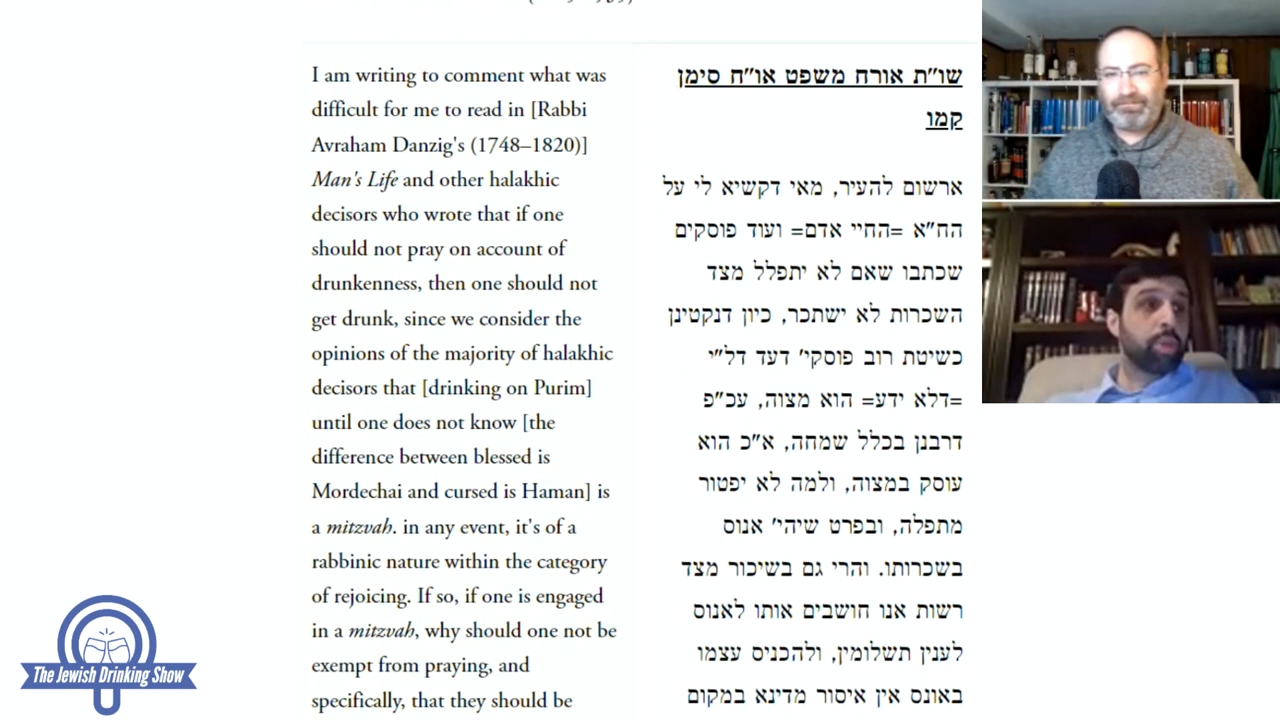 I am writing to comment what was
difficult for me to read in [Rabbi
Avraham Danzig's (1748–1820)]
Man's Life and other halakhic
decisors who wrote that if one
should not pray on account of
drunkenness, then one should not
get drunk, since we consider the
opinions of the majority of halakhic
decisors that [drinking on Purim]
until one does not know [the
difference between blessed is
Mordechai and cursed is Haman] is
a mitzvah. in any event, it's of a
rabbinic nature within the category
of rejoicing. If so, if one is engaged
in a mitzvah, why should one not be
exempt from praying, and
specifically, that they should be
שו"ת אורח משפט או"ח סימן
קמו
ארשום להעיר, מאי דקשיא לי על
הח"א =החיי אדם= ועוד פוסקים
שכתבו שאם לא יתפלל מצד
השכרות לא ישתכר, כיון דנקטינן
כשיטת רוב פוסקי' דעד דל"י
=דלא ידע= הוא מצוה, עכ"פ
דרבנן בכלל שמחה, א"כ הוא
עוסק במצוה, ולמה לא יפטור
מתפלה, ובפרט שיהי' אנוס
בשכרותו. והרי גם בשיכור מצד
רשות אנו חושבים אותו לאנוס
לענין תשלומין, ולהכניס עצמו
באונס אין איסור מדינא במקום
The Jewish Drinking Show